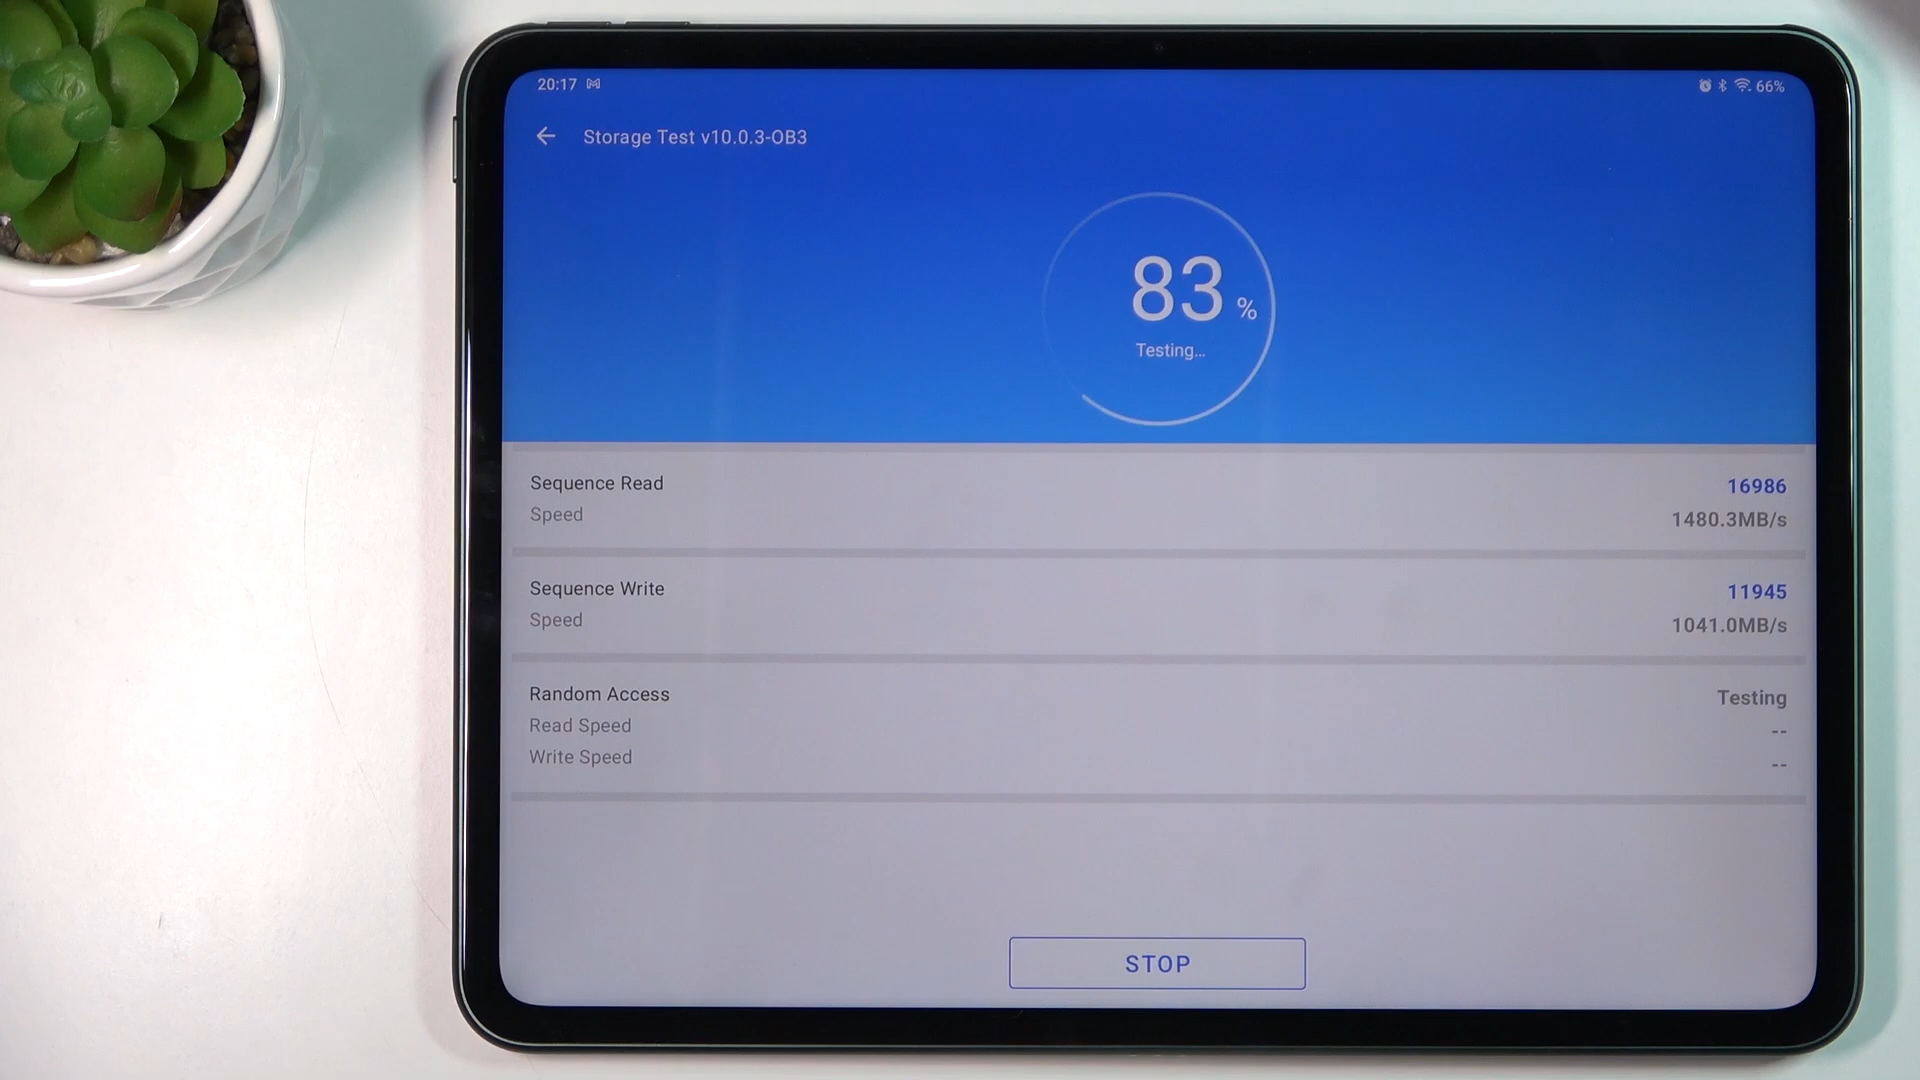 20:17
66%
Storage Test v10.0.3-OB3
83 %
Testing...
Sequence Read 16986
Speed 1480.3MB/s
Sequence Write 11945
Speed 1041.0MB/s
Random Access Testing
Read Speed --
Write Speed --
STOP